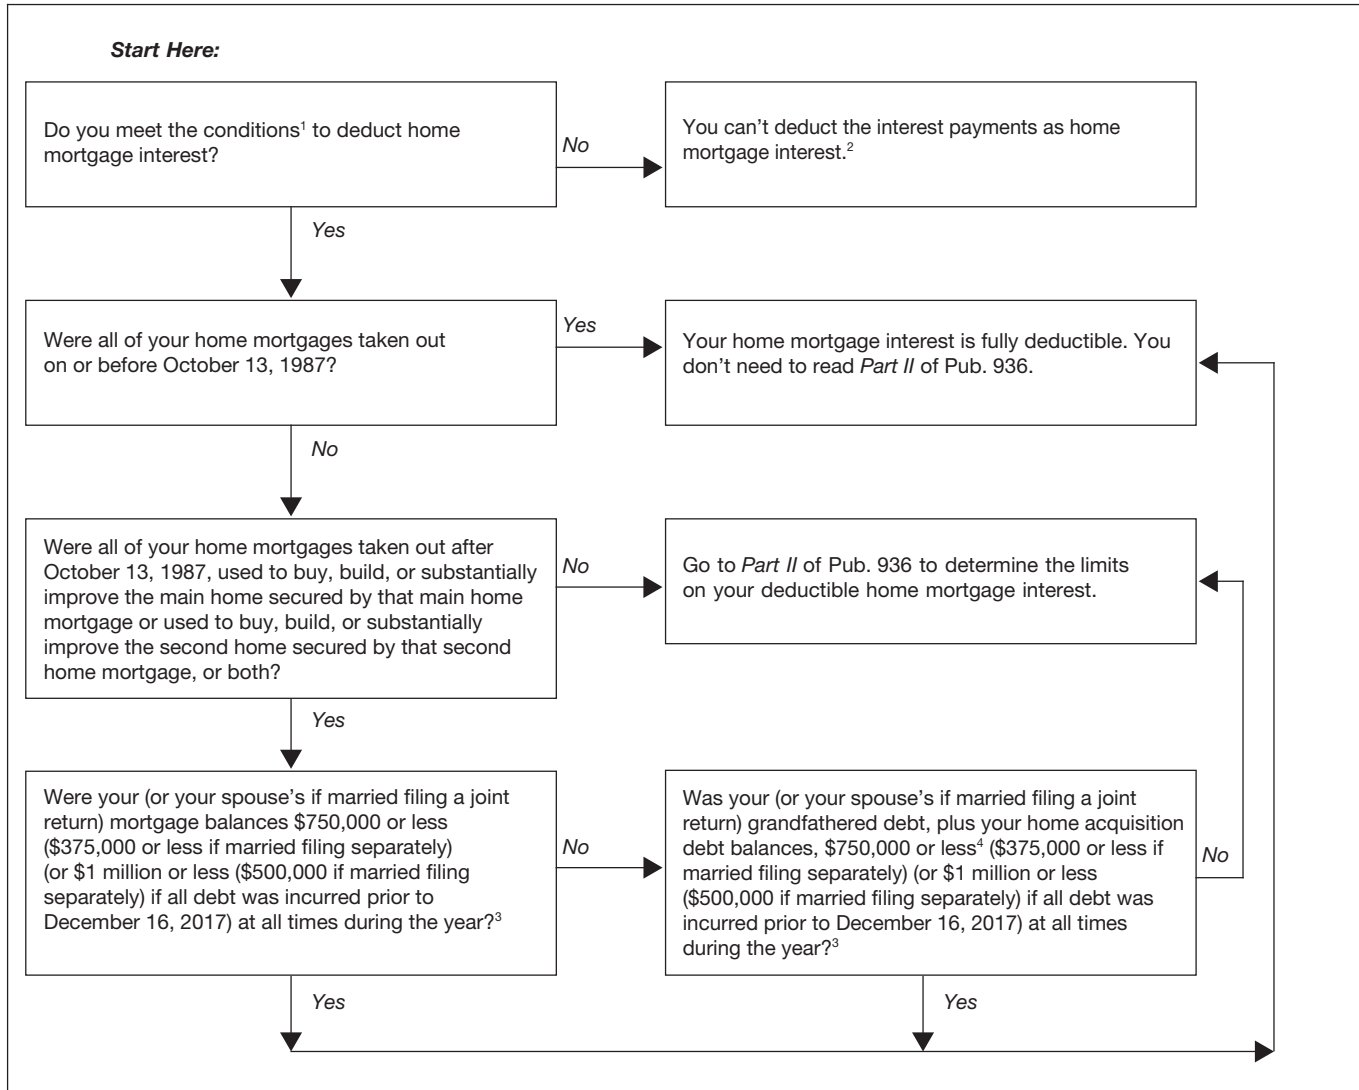 Start Here:
Do you meet the conditions¹ to deduct home
mortgage interest?
No
You can’t deduct the interest payments as home
mortgage interest.²
Yes
Were all of your home mortgages taken out
on or before October 13, 1987?
Yes
Your home mortgage interest is fully deductible. You
don’t need to read Part II of Pub. 936.
No
Were all of your home mortgages taken out after
October 13, 1987, used to buy, build, or substantially
improve the main home secured by that main home
mortgage or used to buy, build, or substantially
improve the second home secured by that second
home mortgage, or both?
No
Go to Part II of Pub. 936 to determine the limits
on your deductible home mortgage interest.
Yes
Were your (or your spouse’s if married filing a joint
return) mortgage balances $750,000 or less
($375,000 or less if married filing separately)
(or $1 million or less ($500,000 if married filing
separately) if all debt was incurred prior to
December 16, 2017) at all times during the year?³
No
Was your (or your spouse’s if married filing a joint
return) grandfathered debt, plus your home acquisition
debt balances, $750,000 or less⁴ ($375,000 or less if
married filing separately) (or $1 million or less
($500,000 if married filing separately) if all debt was
incurred prior to December 16, 2017) at all times
during the year?³
No
Yes
Yes